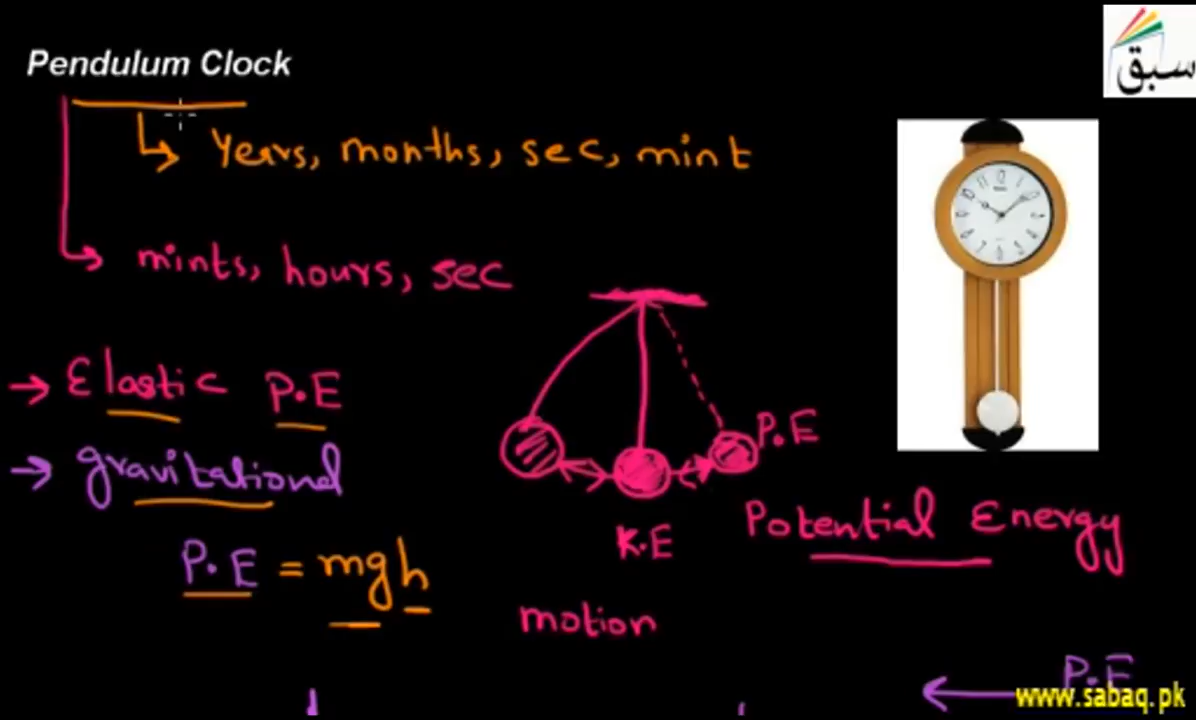 Pendulum Clock
سبق
Years, months, sec, mint
mints, hours, sec
Elastic P.E
gravitational
P.E
K.E
Potential Energy
P.E = mgh
motion
P.E
www.sabaq.pk